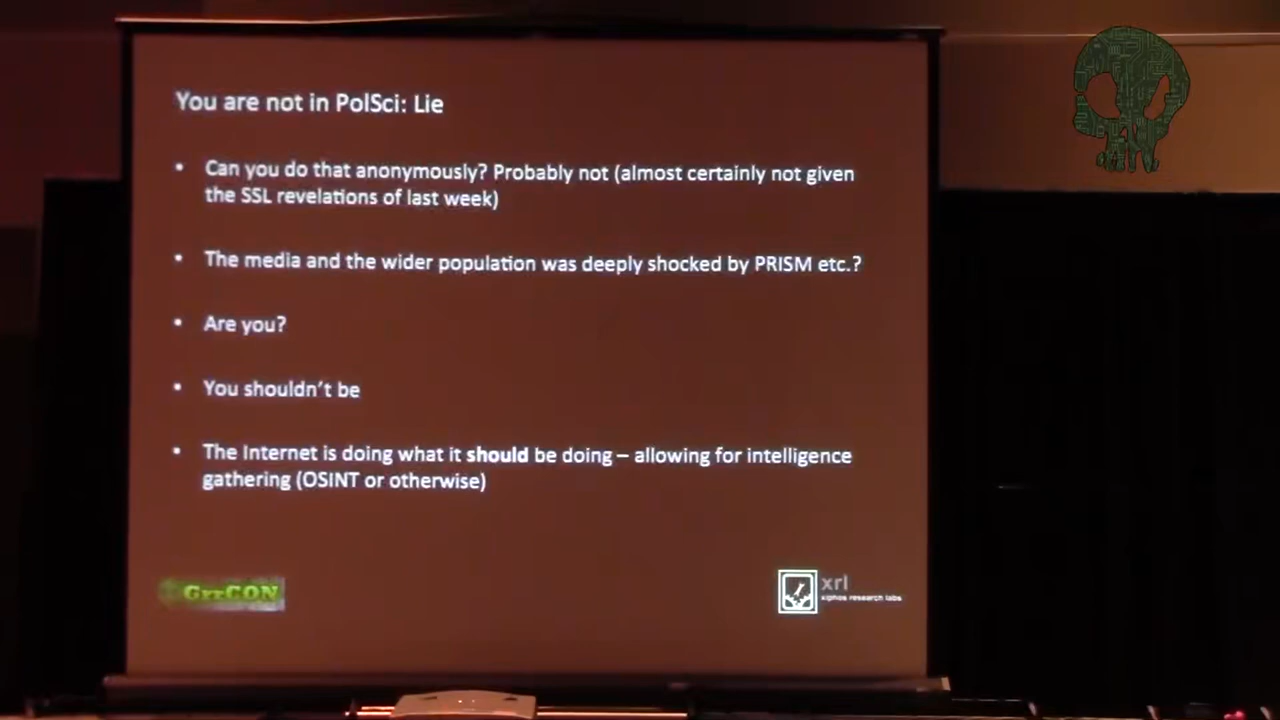 You are not in PolSci: Lie
• Can you do that anonymously? Probably not (almost certainly not given
the SSL revelations of last week)
• The media and the wider population was deeply shocked by PRISM etc.?
• Are you?
• You shouldn't be
• The Internet is doing what it should be doing – allowing for intelligence
gathering (OSINT or otherwise)
GrrCON
xrl
xiphos research labs